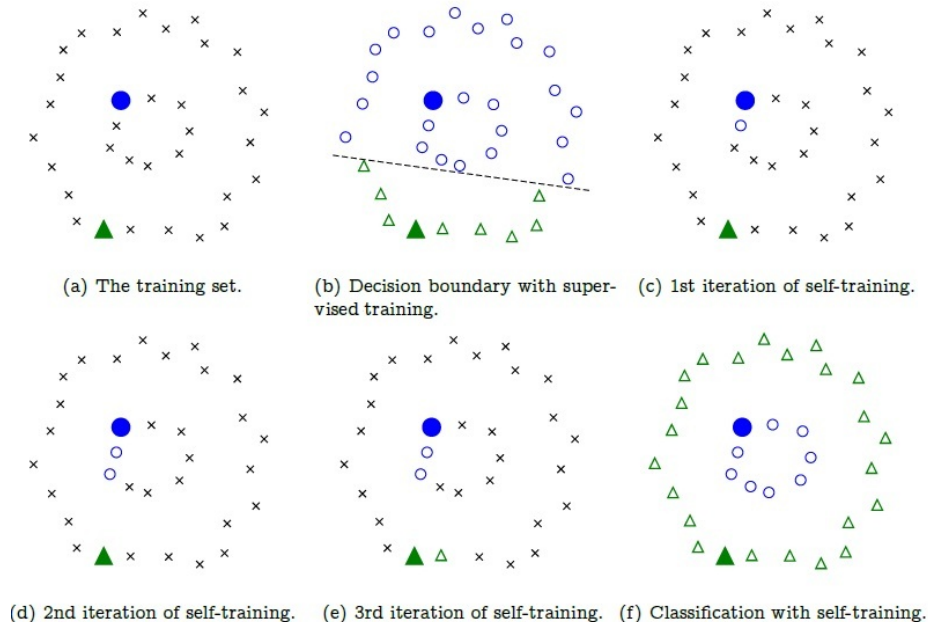 (a) The training set.
(b) Decision boundary with super-
vised training.
(c) 1st iteration of self-training.
(d) 2nd iteration of self-training.
(e) 3rd iteration of self-training.
(f) Classification with self-training.